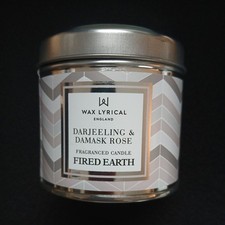 WAX LYRICAL
ENGLAND
DARJEELING &
DAMASK ROSE
FRAGRANCED CANDLE
FIRED EARTH